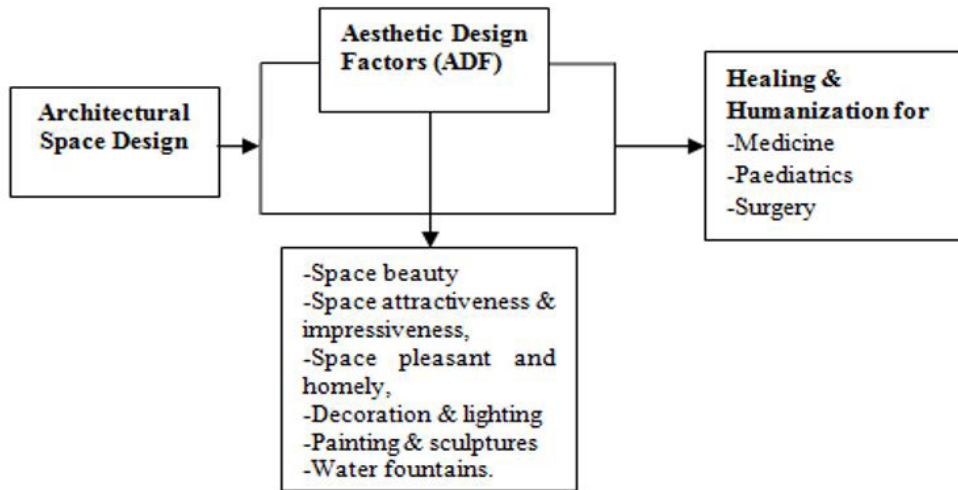 Aesthetic Design
Factors (ADF)
Architectural
Space Design
Healing &
Humanization for
-Medicine
-Paediatrics
-Surgery
-Space beauty
-Space attractiveness &
impressiveness,
-Space pleasant and
homely,
-Decoration & lighting
-Painting & sculptures
-Water fountains.